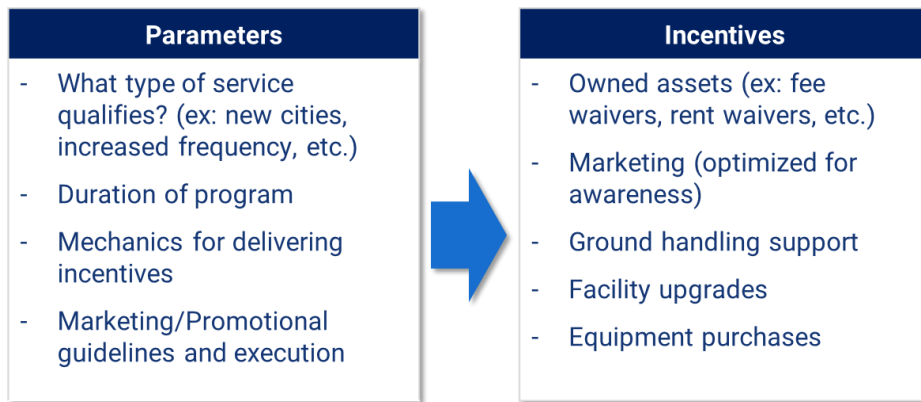 Parameters
- What type of service
qualifies? (ex: new cities,
increased frequency, etc.)
- Duration of program
- Mechanics for delivering
incentives
- Marketing/Promotional
guidelines and execution
Incentives
- Owned assets (ex: fee
waivers, rent waivers, etc.)
- Marketing (optimized for
awareness)
- Ground handling support
- Facility upgrades
- Equipment purchases